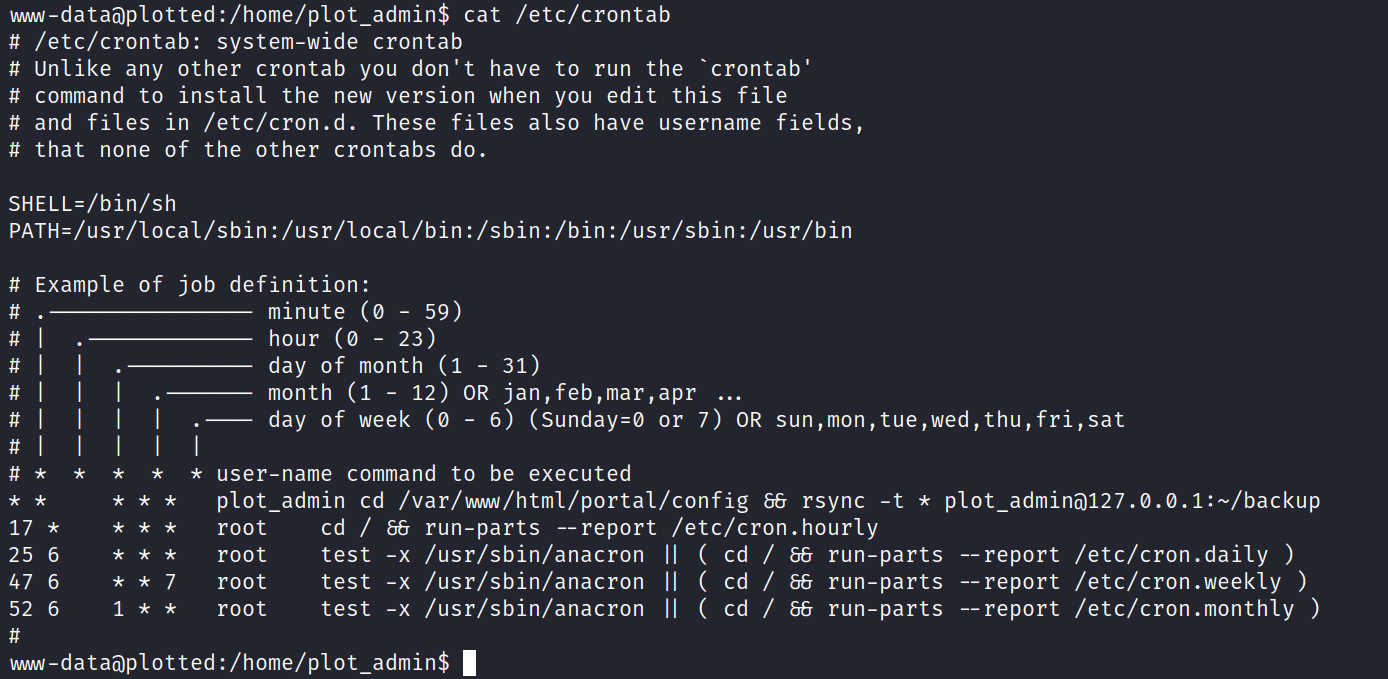 www-data@plotted:/home/plot_admin$ cat /etc/crontab
# /etc/crontab: system-wide crontab
# Unlike any other crontab you don't have to run the `crontab'
# command to install the new version when you edit this file
# and files in /etc/cron.d. These files also have username fields,
# that none of the other crontabs do.

SHELL=/bin/sh
PATH=/usr/local/sbin:/usr/local/bin:/sbin:/bin:/usr/sbin:/usr/bin

# Example of job definition:
# .---------------- minute (0 - 59)
# |  .------------- hour (0 - 23)
# |  |  .---------- day of month (1 - 31)
# |  |  |  .------- month (1 - 12) OR jan,feb,mar,apr ...
# |  |  |  |  .---- day of week (0 - 6) (Sunday=0 or 7) OR sun,mon,tue,wed,thu,fri,sat
# |  |  |  |  |
# *  *  *  *  * user-name command to be executed
* *     * * *   plot_admin cd /var/www/html/portal/config && rsync -t * plot_admin@127.0.0.1:~/backup
17 *    * * *   root    cd / && run-parts --report /etc/cron.hourly
25 6    * * *   root    test -x /usr/sbin/anacron || ( cd / && run-parts --report /etc/cron.daily )
47 6    * * 7   root    test -x /usr/sbin/anacron || ( cd / && run-parts --report /etc/cron.weekly )
52 6    1 * *   root    test -x /usr/sbin/anacron || ( cd / && run-parts --report /etc/cron.monthly )
#
www-data@plotted:/home/plot_admin$